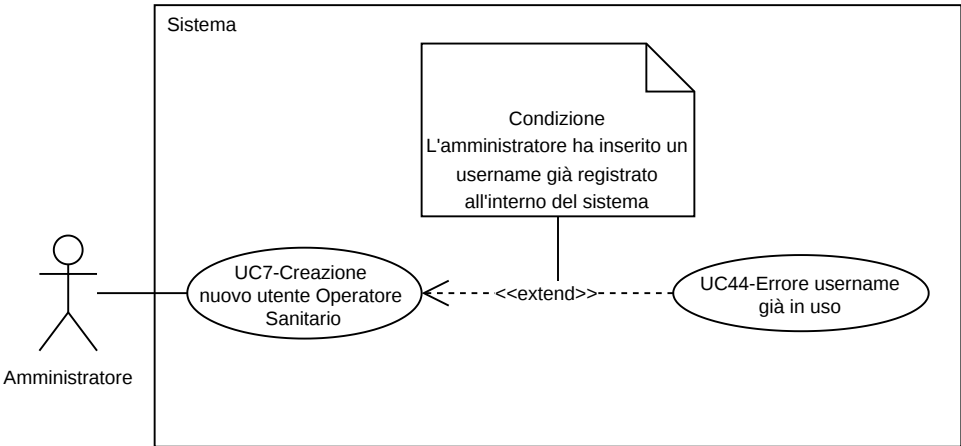 Sistema
Condizione
L'amministratore ha inserito un
username già registrato
all'interno del sistema
UC7-Creazione
nuovo utente Operatore
Sanitario
<<extend>>
UC44-Errore username
già in uso
Amministratore